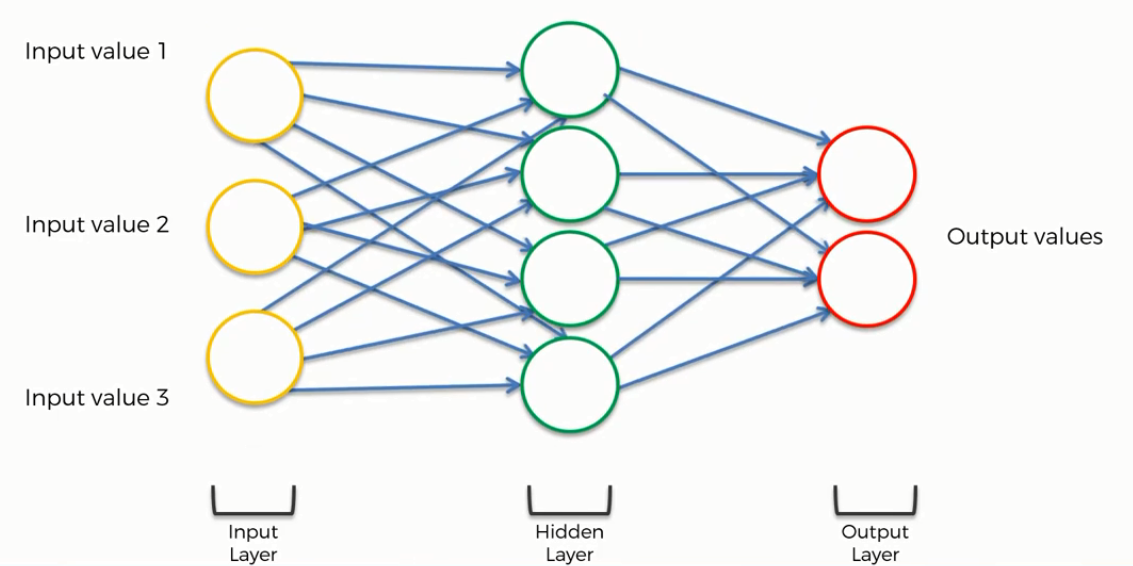 Input value 1
Input value 2
Output values
Input value 3
Input
Layer
Hidden
Layer
Output
Layer